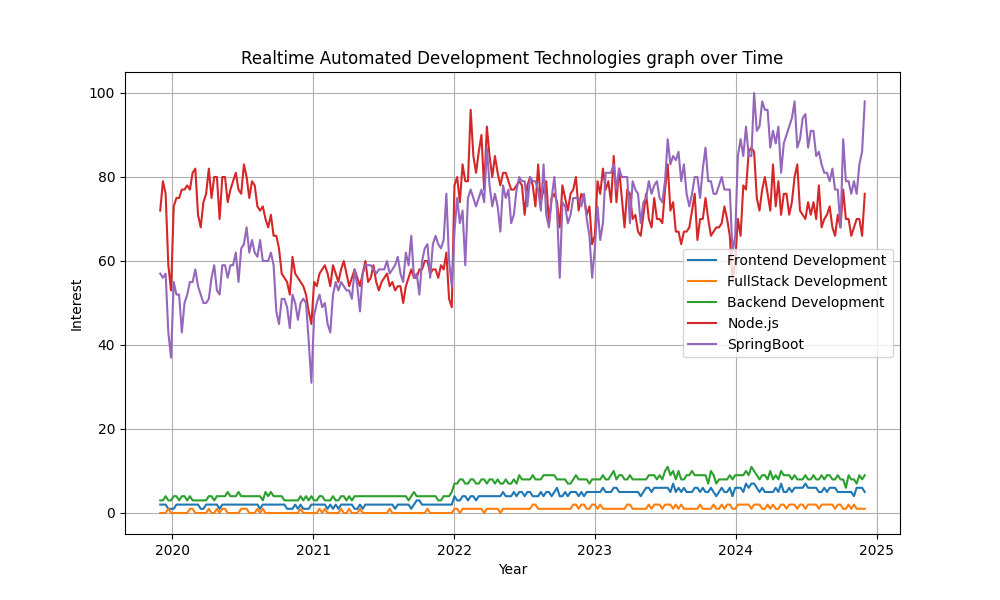 Realtime Automated Development Technologies graph over Time
100
80
60
40
20
0
Interest
Frontend Development
FullStack Development
Backend Development
Node.js
SpringBoot
2020 2021 2022 2023 2024 2025
Year